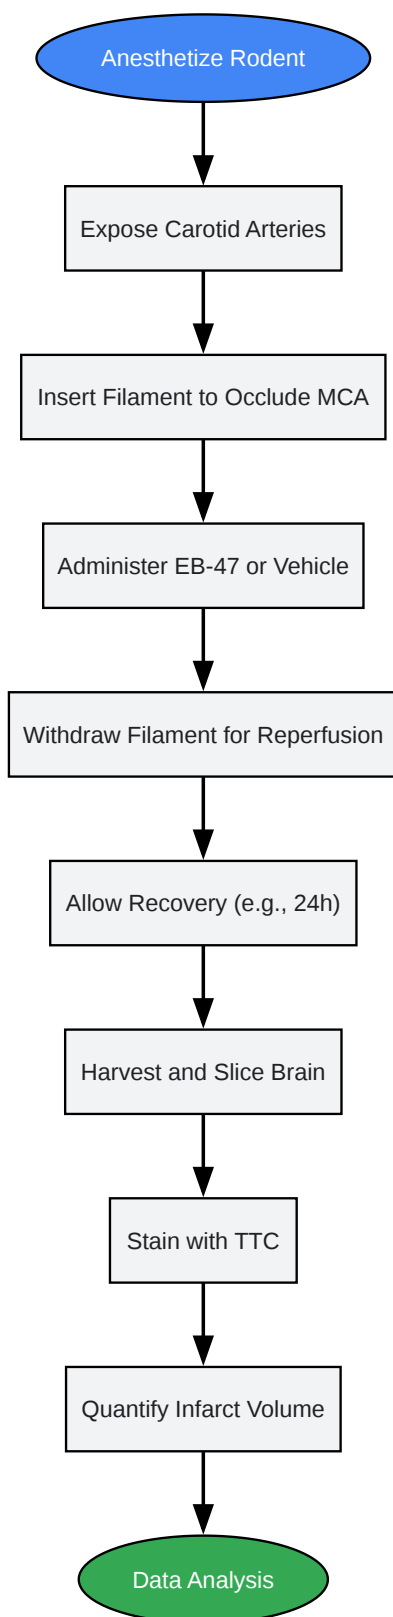 Anesthetize Rodent
Expose Carotid Arteries
Insert Filament to Occlude MCA
Administer EB-47 or Vehicle
Withdraw Filament for Reperfusion
Allow Recovery (e.g., 24h)
Harvest and Slice Brain
Stain with TTC
Quantify Infarct Volume
Data Analysis